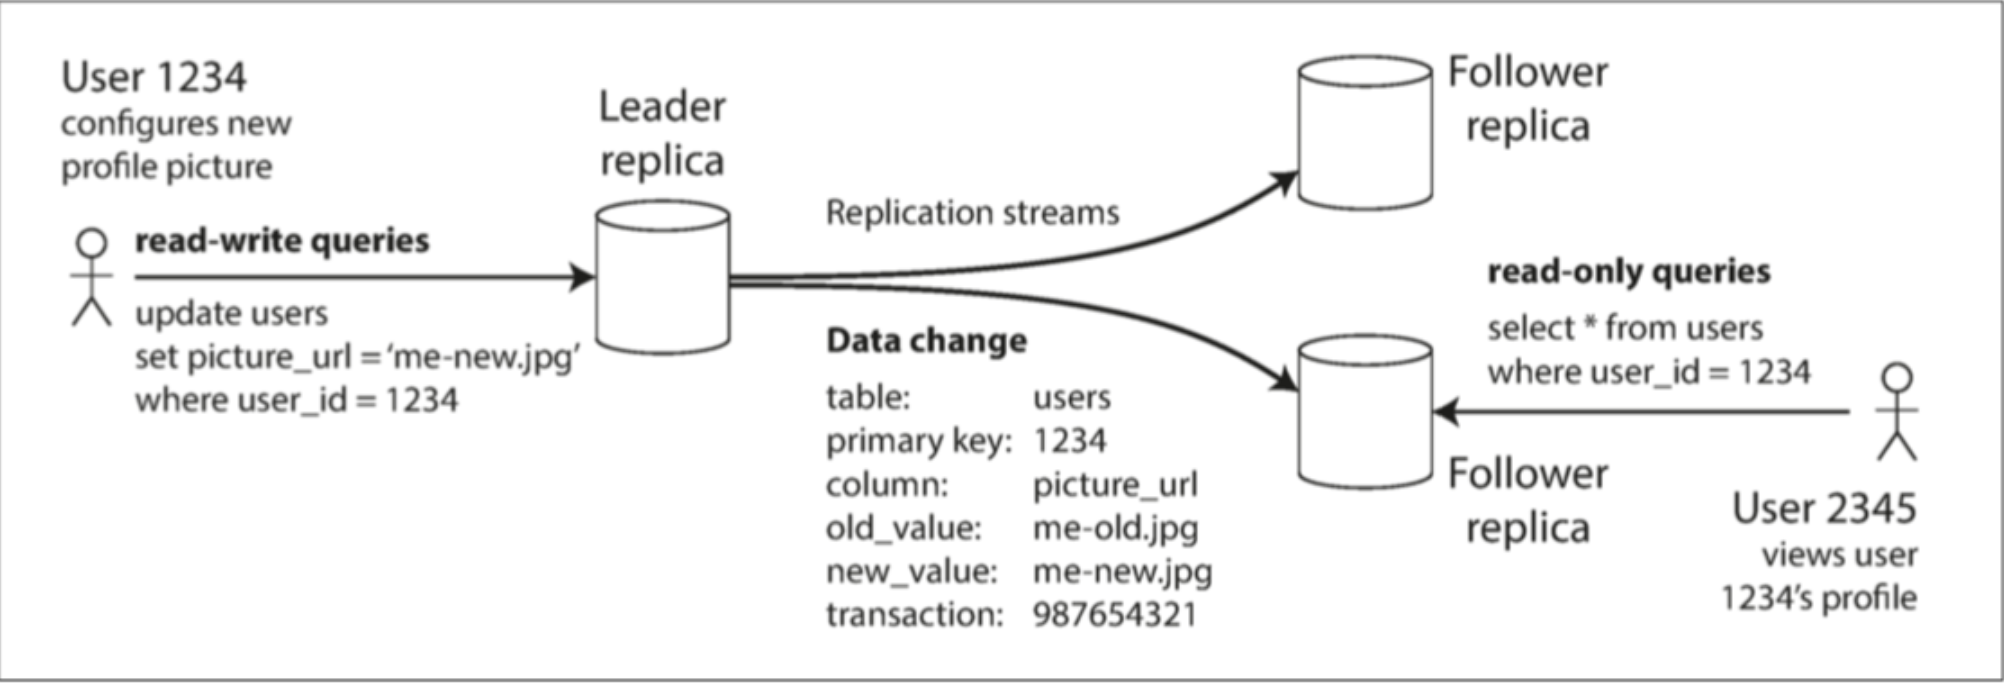 User 1234
configures new
profile picture
read-write queries
update users
set picture_url = ‘me-new.jpg’
where user_id = 1234
Leader
replica
Replication streams
Data change
table: users
primary key: 1234
column: picture_url
old_value: me-old.jpg
new_value: me-new.jpg
transaction: 987654321
Follower
replica
read-only queries
select * from users
where user_id = 1234
Follower
replica
User 2345
views user
1234’s profile